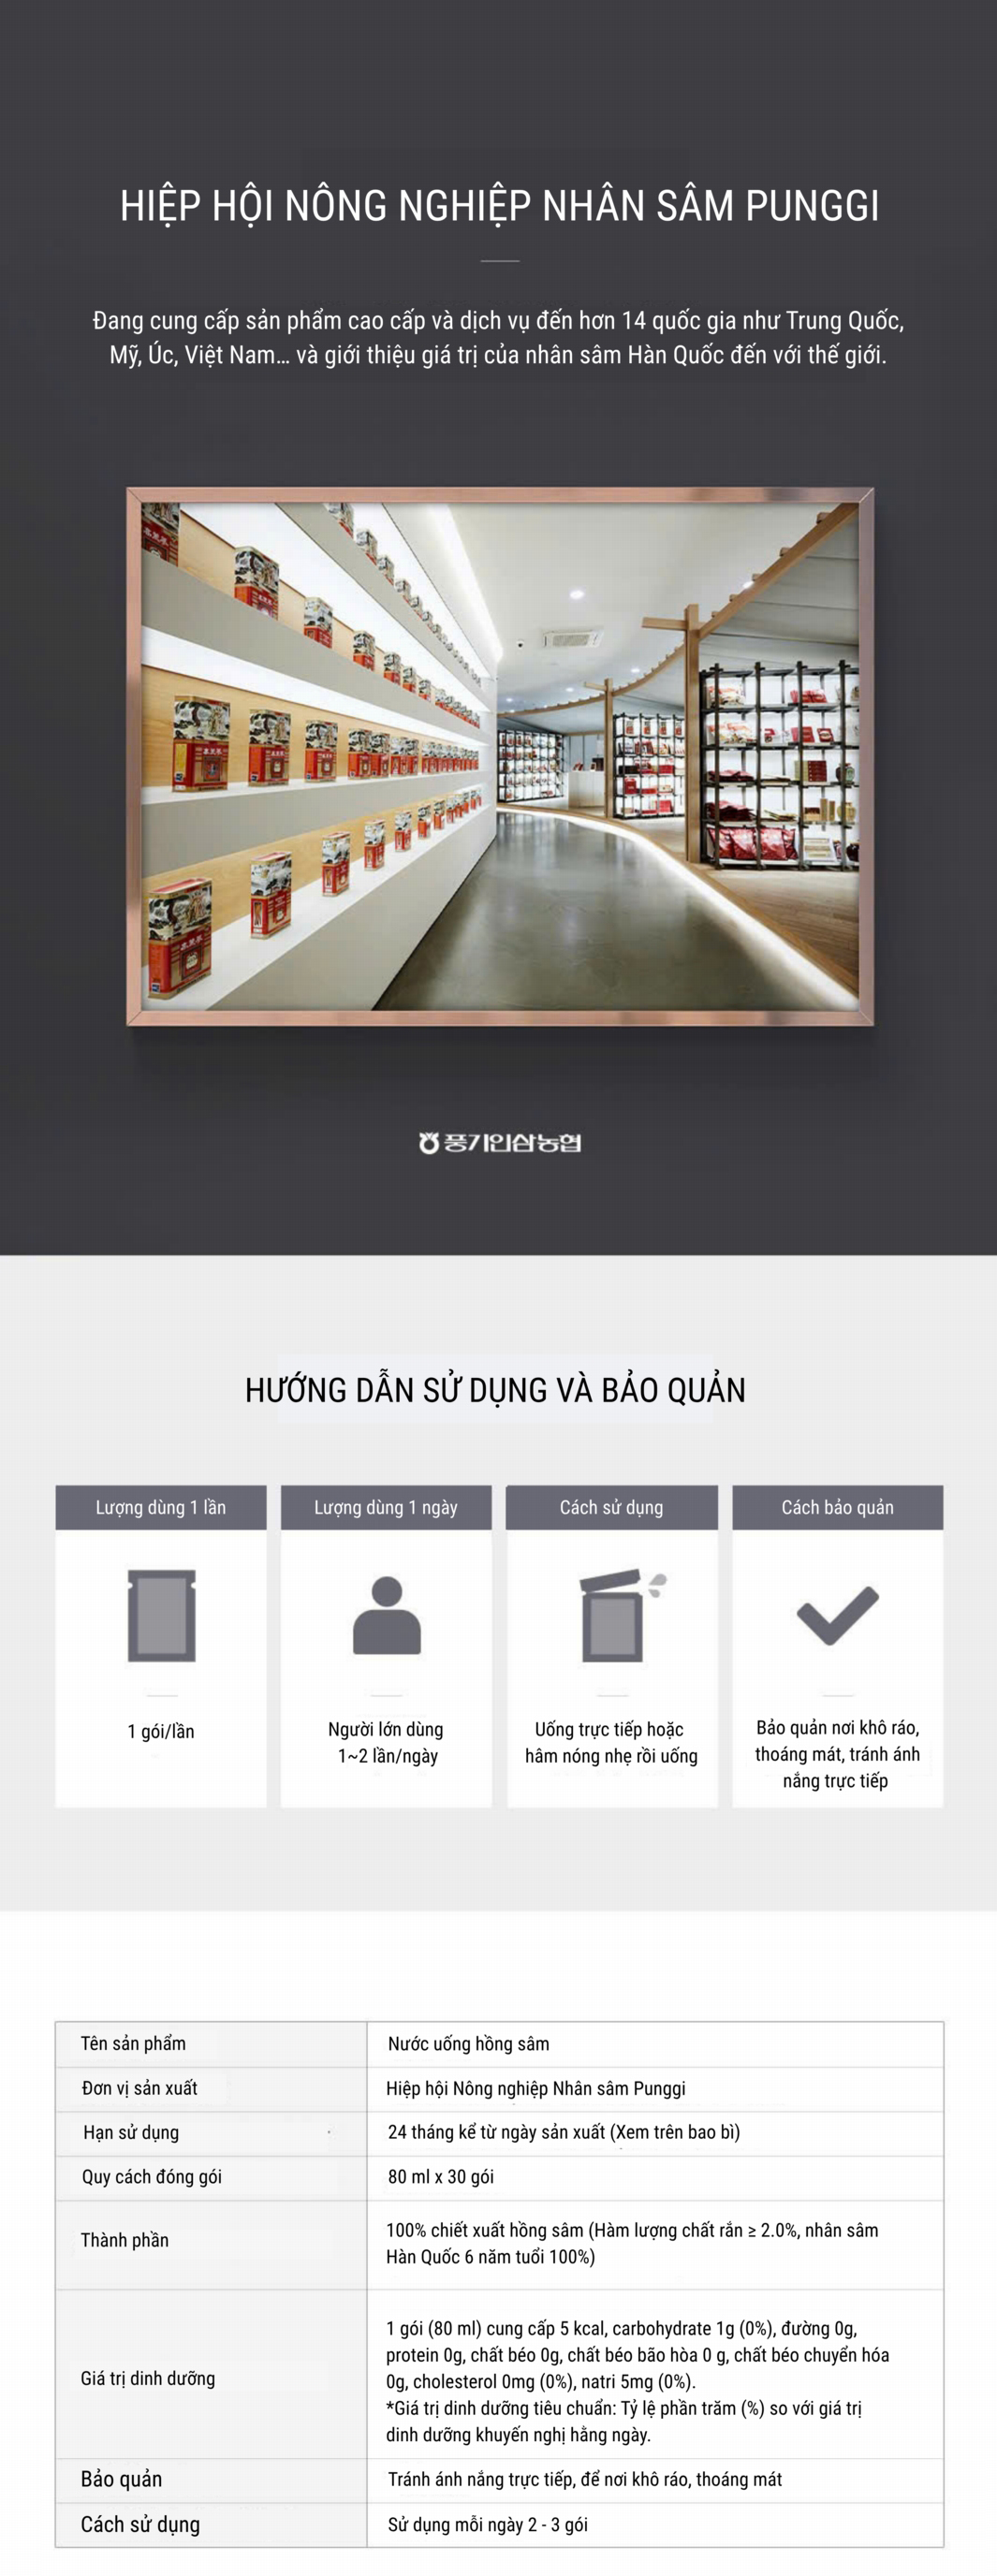 HIỆP HỘI NÔNG NGHIỆP NHÂN SÂM PUNGGI
Đang cung cấp sản phẩm cao cấp và dịch vụ đến hơn 14 quốc gia như Trung Quốc,
Mỹ, Úc, Việt Nam... và giới thiệu giá trị của nhân sâm Hàn Quốc đến với thế giới.
풍기인삼농협
HƯỚNG DẪN SỬ DỤNG VÀ BẢO QUẢN
Lượng dùng 1 lần
1 gói/lần
Lượng dùng 1 ngày
Người lớn dùng
1~2 lần/ngày
Cách sử dụng
Uống trực tiếp hoặc
hâm nóng nhẹ rồi uống
Cách bảo quản
Bảo quản nơi khô ráo,
thoáng mát, tránh ánh
nắng trực tiếp
Tên sản phẩm
Nước uống hồng sâm
Đơn vị sản xuất
Hiệp hội Nông nghiệp Nhân sâm Punggi
Hạn sử dụng
24 tháng kể từ ngày sản xuất (Xem trên bao bì)
Quy cách đóng gói
80 ml x 30 gói
Thành phần
100% chiết xuất hồng sâm (Hàm lượng chất rắn ≥ 2.0%, nhân sâm
Hàn Quốc 6 năm tuổi 100%)
Giá trị dinh dưỡng
1 gói (80 ml) cung cấp 5 kcal, carbohydrate 1g (0%), đường 0g,
protein 0g, chất béo 0g, chất béo bão hòa 0 g, chất béo chuyển hóa
0g, cholesterol 0mg (0%), natri 5mg (0%).
*Giá trị dinh dưỡng tiêu chuẩn: Tỷ lệ phần trăm (%) so với giá trị
dinh dưỡng khuyến nghị hằng ngày.
Bảo quản
Tránh ánh nắng trực tiếp, để nơi khô ráo, thoáng mát
Cách sử dụng
Sử dụng mỗi ngày 2 - 3 gói